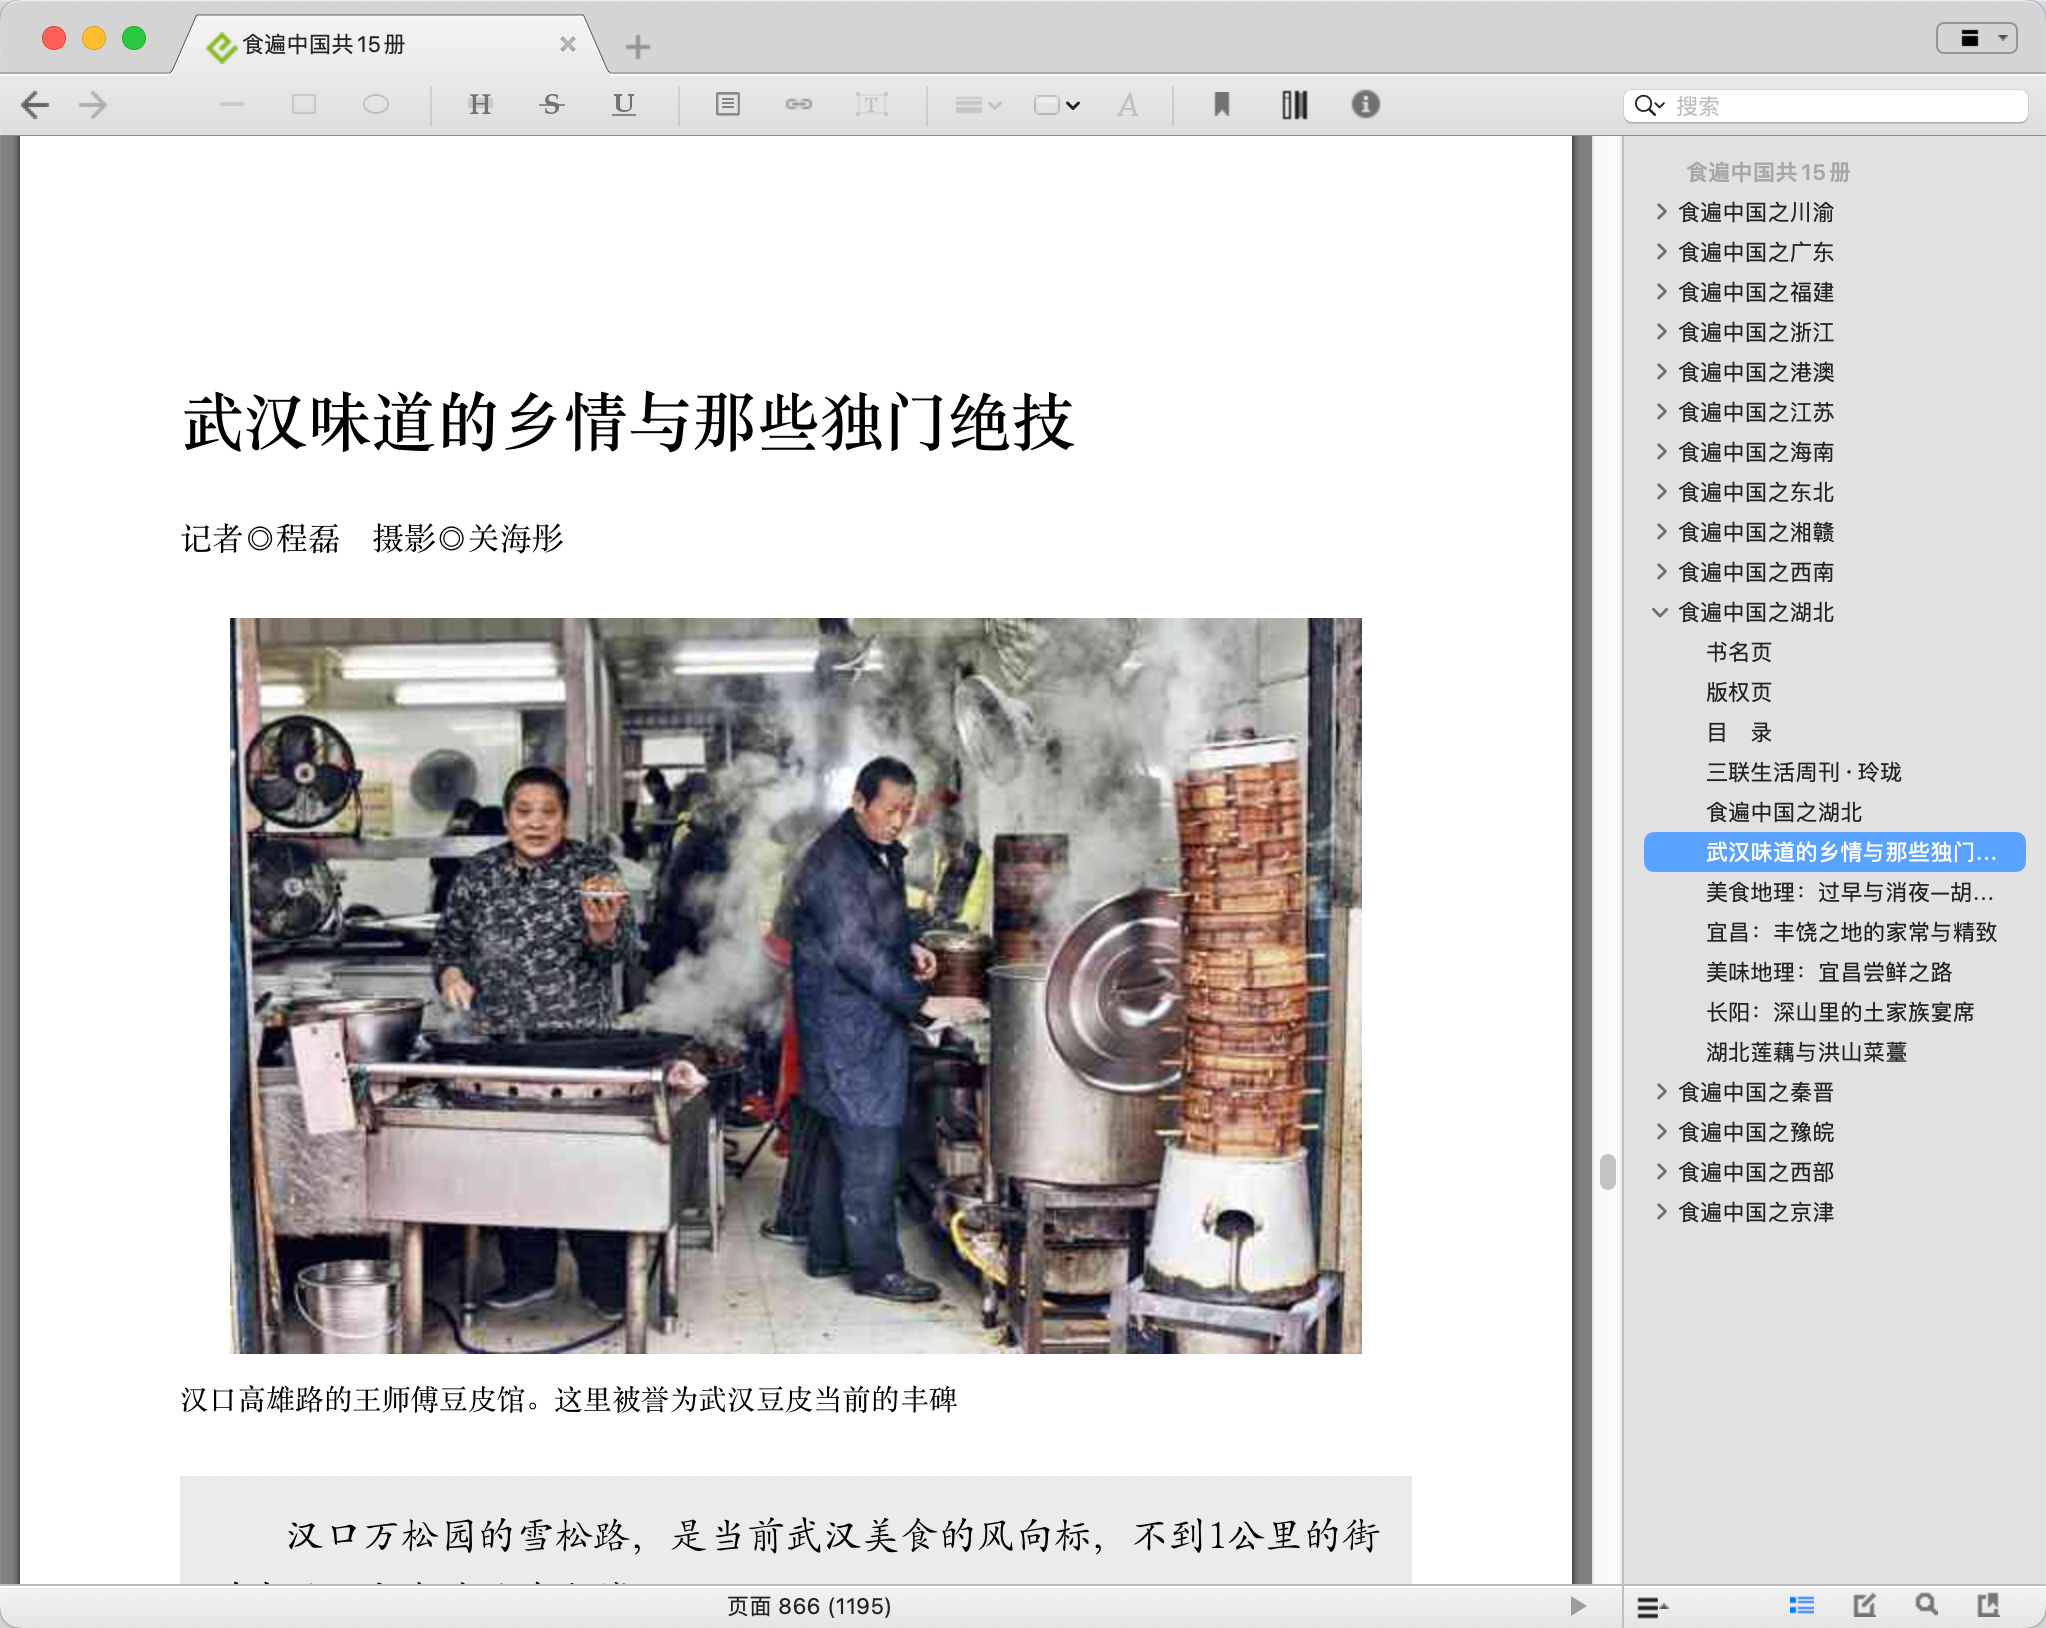 食遍中国共15册
H S U T A
搜索
武汉味道的乡情与那些独门绝技
记者◎程磊　摄影◎关海彤
汉口高雄路的王师傅豆皮馆。这里被誉为武汉豆皮当前的丰碑
汉口万松园的雪松路，是当前武汉美食的风向标，不到1公里的街
页面 866 (1195)
食遍中国共15册
食遍中国之川渝
食遍中国之广东
食遍中国之福建
食遍中国之浙江
食遍中国之港澳
食遍中国之江苏
食遍中国之海南
食遍中国之东北
食遍中国之湘赣
食遍中国之西南
食遍中国之湖北
书名页
版权页
目　录
三联生活周刊·玲珑
食遍中国之湖北
武汉味道的乡情与那些独门...
美食地理：过早与消夜—胡...
宜昌：丰饶之地的家常与精致
美味地理：宜昌尝鲜之路
长阳：深山里的土家族宴席
湖北莲藕与洪山菜薹
食遍中国之秦晋
食遍中国之豫皖
食遍中国之西部
食遍中国之京津